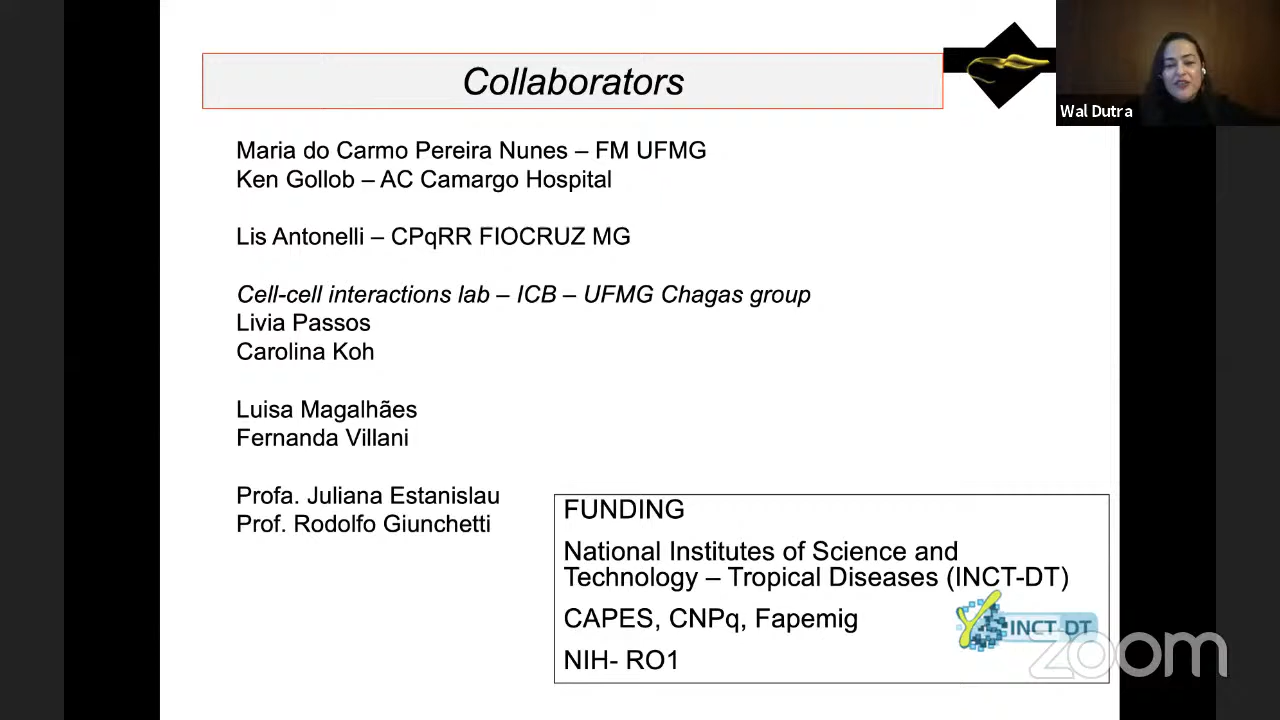 Collaborators
Wal Dutra
Maria do Carmo Pereira Nunes – FM UFMG
Ken Gollob – AC Camargo Hospital
Lis Antonelli – CPqRR FIOCRUZ MG
Cell-cell interactions lab – ICB – UFMG Chagas group
Livia Passos
Carolina Koh
Luisa Magalhães
Fernanda Villani
Profa. Juliana Estanislau
Prof. Rodolfo Giunchetti
FUNDING
National Institutes of Science and
Technology – Tropical Diseases (INCT-DT)
CAPES, CNPq, Fapemig
NIH- RO1
INCT-DT
zoom